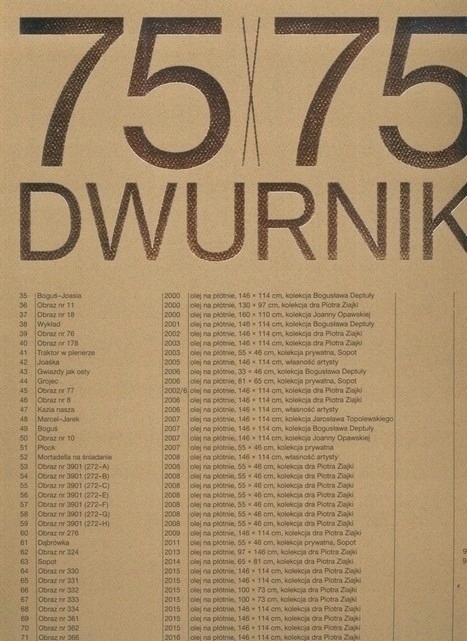 75 x 75
DWURNIK
35 Boguś–Joasia 2000 olej na płótnie, 146 × 114 cm, kolekcja Bogusława Deptuły
36 Obraz nr 11 2000 olej na płótnie, 130 × 97 cm, kolekcja dra Piotra Ziajki
37 Obraz nr 18 2000 olej na płótnie, 160 × 110 cm, kolekcja Joanny Opawskiej
38 Wykład 2001 olej na płótnie, 146 × 114 cm, kolekcja Bogusława Deptuły
39 Obraz nr 76 2002 olej na płótnie, 146 × 114 cm, kolekcja dra Piotra Ziajki
40 Obraz nr 178 2003 olej na płótnie, 146 × 114 cm, kolekcja dra Piotra Ziajki
41 Traktor w plenerze 2003 olej na płótnie, 55 × 46 cm, kolekcja prywatna, Sopot
42 Joaśka 2005 olej na płótnie, 146 × 114 cm, własność artysty
43 Gwiazdy jak osty 2006 olej na płótnie, 33 × 46 cm, kolekcja Bogusława Deptuły
44 Grojec 2006 olej na płótnie, 81 × 65 cm, kolekcja prywatna, Sopot
45 Obraz nr 77 2002/6 olej na płótnie, 146 × 114 cm, kolekcja dra Piotra Ziajki
46 Obraz nr 8 2006 olej na płótnie, 146 × 114 cm, kolekcja dra Piotra Ziajki
47 Kazia nasza 2006 olej na płótnie, 146 × 114 cm, własność artysty
48 Marcel–Jarek 2007 olej na płótnie, 146 × 114 cm, kolekcja Jarosława Topolewskiego
49 Boguś 2007 olej na płótnie, 146 × 114 cm, kolekcja Bogusława Deptuły
50 Obraz nr 10 2007 olej na płótnie, 146 × 114 cm, kolekcja Joanny Opawskiej
51 Płock 2007 olej na płótnie, 55 × 46 cm, kolekcja prywatna
52 Mortadella na śniadanie 2008 olej na płótnie, 146 × 114 cm, własność artysty
53 Obraz nr 3901 (272–A) 2008 olej na płótnie, 55 × 46 cm, kolekcja dra Piotra Ziajki
54 Obraz nr 3901 (272–B) 2008 olej na płótnie, 55 × 46 cm, kolekcja dra Piotra Ziajki
55 Obraz nr 3901 (272–C) 2008 olej na płótnie, 55 × 46 cm, kolekcja dra Piotra Ziajki
56 Obraz nr 3901 (272–E) 2008 olej na płótnie, 55 × 46 cm, kolekcja dra Piotra Ziajki
57 Obraz nr 3901 (272–F) 2008 olej na płótnie, 55 × 46 cm, kolekcja dra Piotra Ziajki
58 Obraz nr 3901 (272–G) 2008 olej na płótnie, 55 × 46 cm, kolekcja dra Piotra Ziajki
59 Obraz nr 3901 (272–H) 2008 olej na płótnie, 55 × 46 cm, kolekcja dra Piotra Ziajki
60 Obraz nr 276 2009 olej na płótnie, 146 × 114 cm, kolekcja dra Piotra Ziajki
61 Dąbrówka 2011 olej na płótnie, 55 × 46 cm, kolekcja prywatna, Sopot
62 Obraz nr 324 2013 olej na płótnie, 97 × 146 cm, kolekcja dra Piotra Ziajki
63 Sopot 2014 olej na płótnie, 65 × 81 cm, kolekcja dra Piotra Ziajki
64 Obraz nr 330 2015 olej na płótnie, 146 × 114 cm, kolekcja dra Piotra Ziajki
65 Obraz nr 331 2015 olej na płótnie, 146 × 114 cm, kolekcja dra Piotra Ziajki
66 Obraz nr 332 2015 olej na płótnie, 100 × 73 cm, kolekcja dra Piotra Ziajki
67 Obraz nr 333 2015 olej na płótnie, 100 × 73 cm, kolekcja dra Piotra Ziajki
68 Obraz nr 334 2015 olej na płótnie, 146 × 114 cm, kolekcja dra Piotra Ziajki
69 Obraz nr 361 2015 olej na płótnie, 146 × 114 cm, kolekcja dra Piotra Ziajki
70 Obraz nr 362 2015 olej na płótnie, 146 × 114 cm, kolekcja dra Piotra Ziajki
71 Obraz nr 366 2016 olej na płótnie, 146 × 114 cm, kolekcja dra Piotra Ziajki